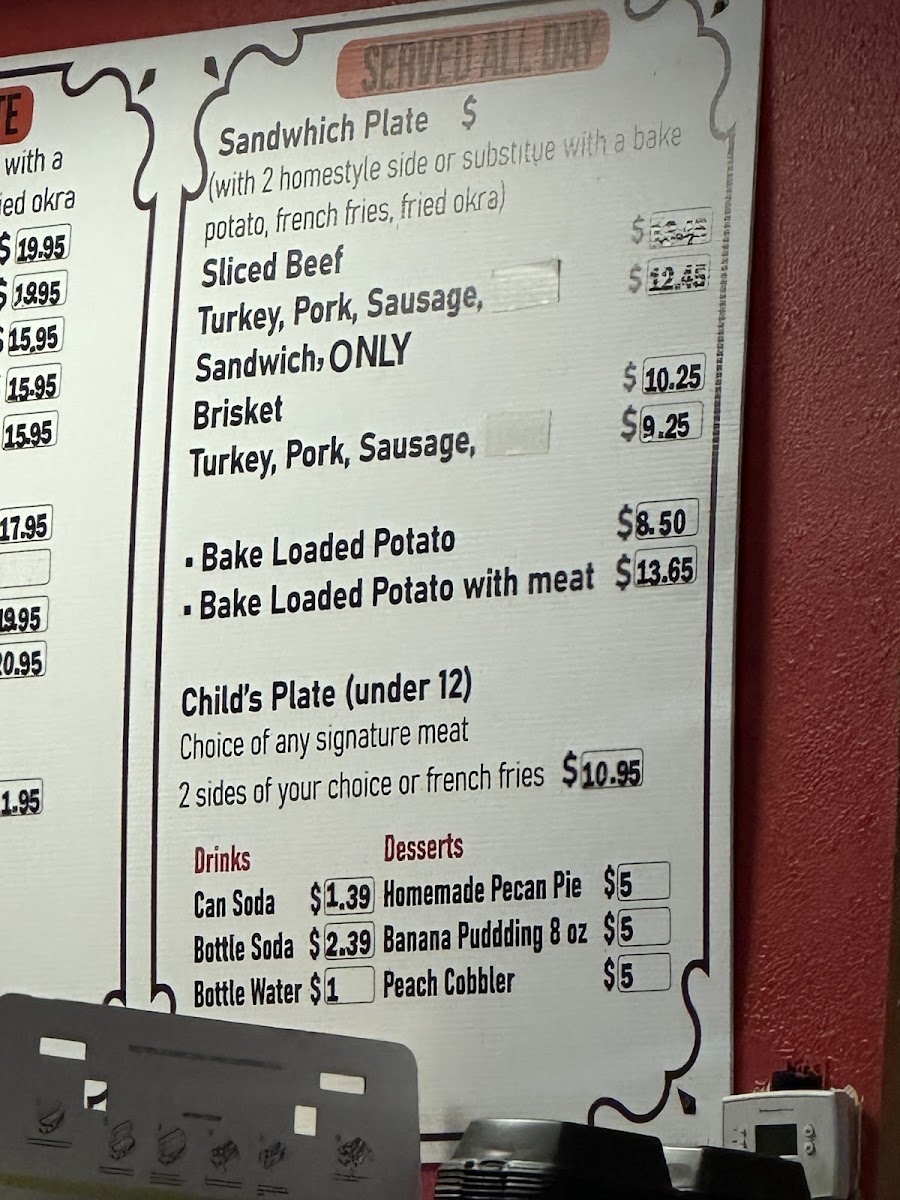 TE
with a
ied okra
$ 19.95
$ 19.95
$ 15.95
15.95
15.95
17.95
19.95
20.95
1.95
SERVED ALL DAY
Sandwhich Plate $
(with 2 homestyle side or substitue with a bake
potato, french fries, fried okra)
Sliced Beef $
Turkey, Pork, Sausage, $ 12.45
Sandwich, ONLY
Brisket $ 10.25
Turkey, Pork, Sausage, $ 9.25
▪ Bake Loaded Potato $ 8.50
▪ Bake Loaded Potato with meat $ 13.65
Child's Plate (under 12)
Choice of any signature meat
2 sides of your choice or french fries $ 10.95
Drinks
Can Soda $ 1.39
Bottle Soda $ 2.39
Bottle Water $ 1
Desserts
Homemade Pecan Pie $ 5
Banana Puddding 8 oz $ 5
Peach Cobbler $ 5